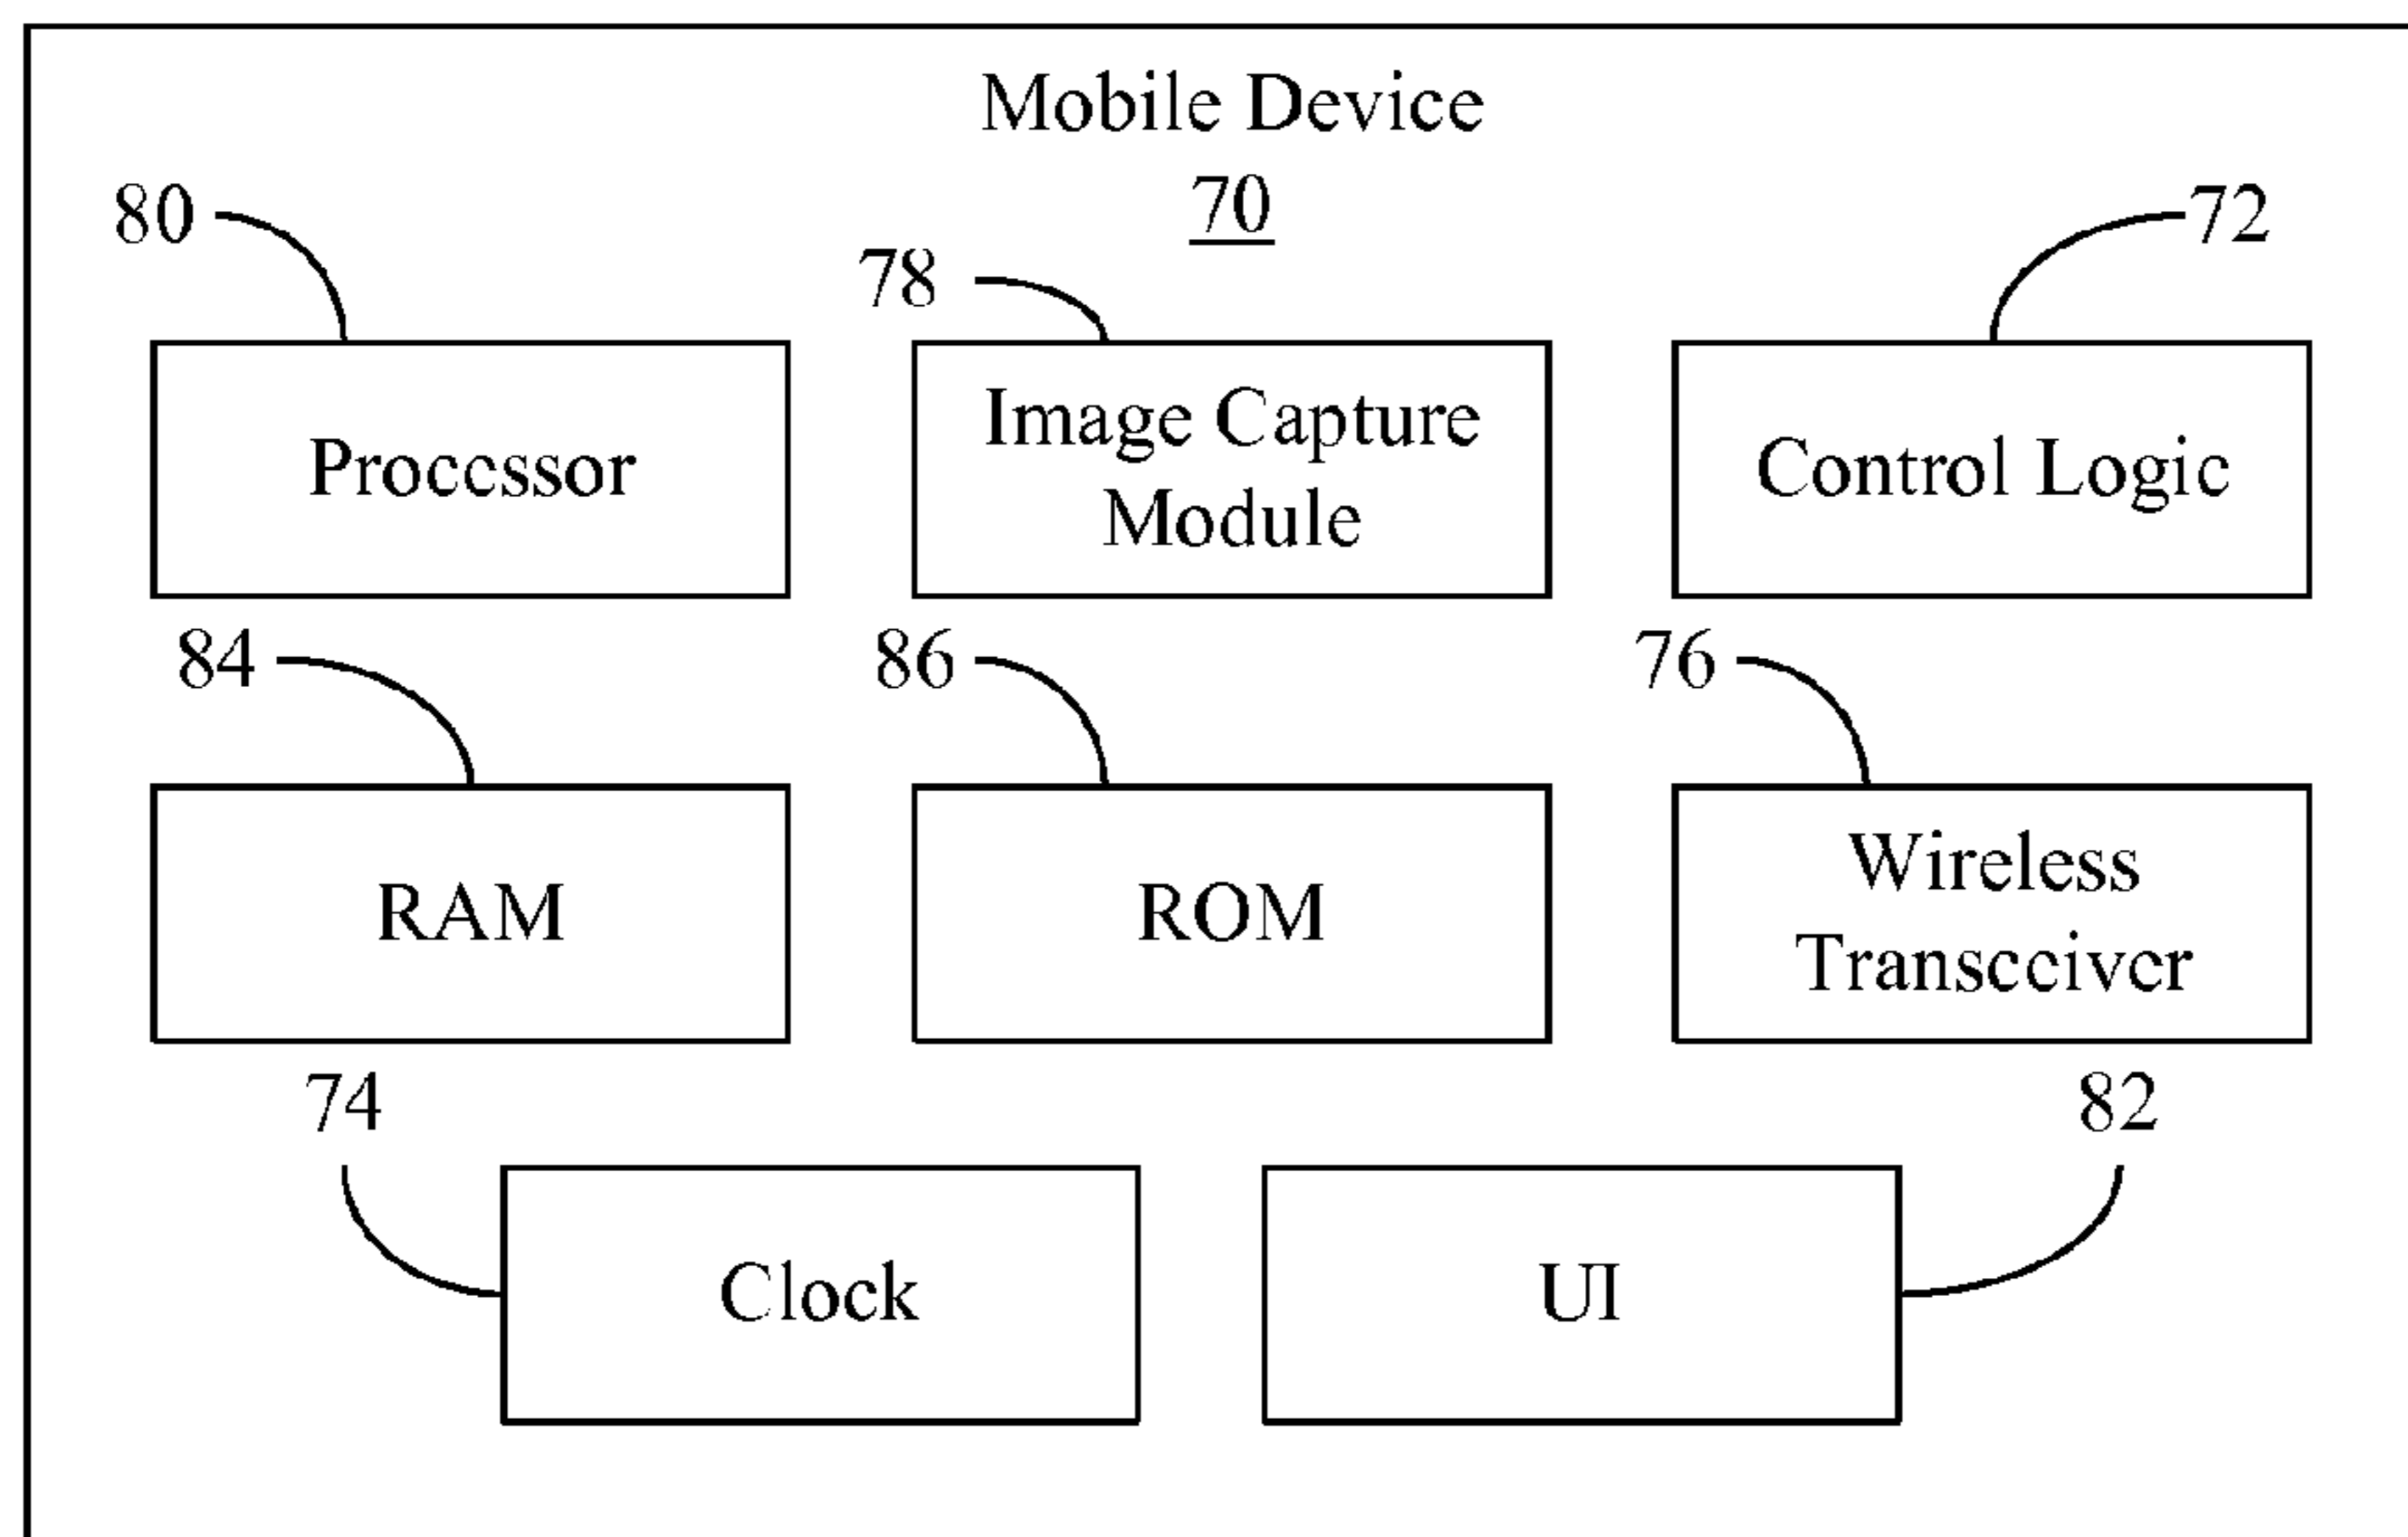 Mobile Device
70
80
78
72
Processor
Image Capture
Module
Control Logic
84
86
76
RAM
ROM
Wireless
Transceiver
74
82
Clock
UI